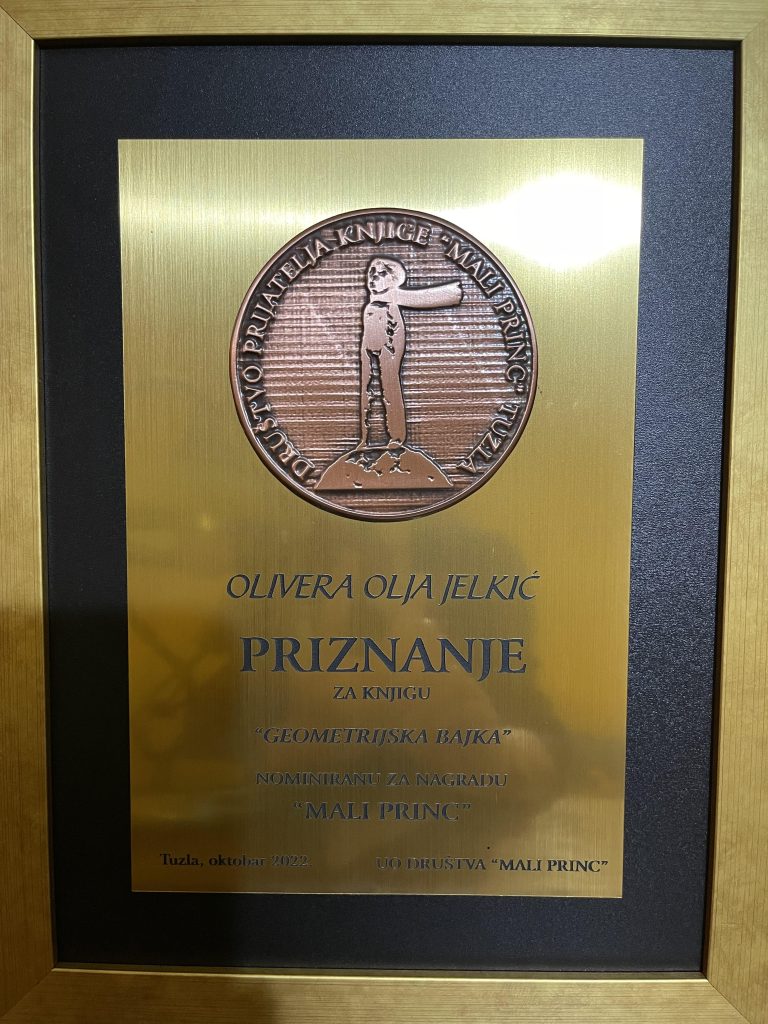 "DRUŠTVO PRIJATELJA KNJIGE "MALI PRINC" TUZLA
OLIVERA OLJA JELKIĆ
PRIZNANJE
ZA KNJIGU
"GEOMETRIJSKA BAJKA"
NOMINIRANU ZA NAGRADU
"MALI PRINC"
Tuzla, oktobar 2022.
UO DRUŠTVA "MALI PRINC"